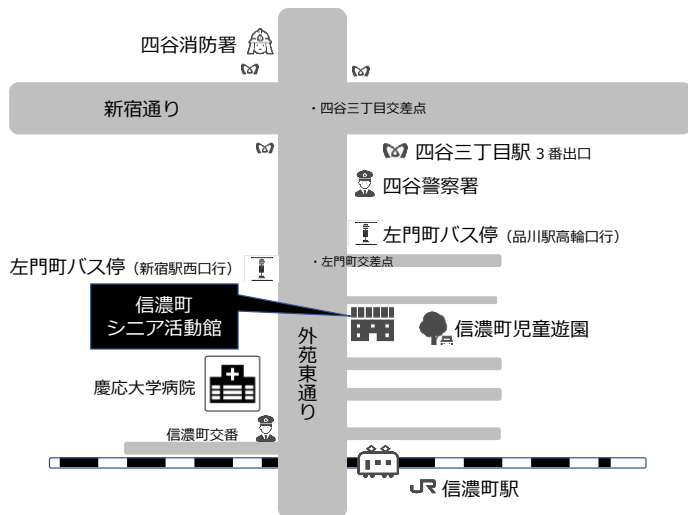 四谷消防署
新宿通り
・四谷三丁目交差点
四谷三丁目駅 3番出口
四谷警察署
左門町バス停（品川駅高輪口行）
左門町バス停（新宿駅西口行）
・左門町交差点
信濃町
シニア活動館
信濃町児童遊園
外苑東通り
慶応大学病院
信濃町交番
JR 信濃町駅